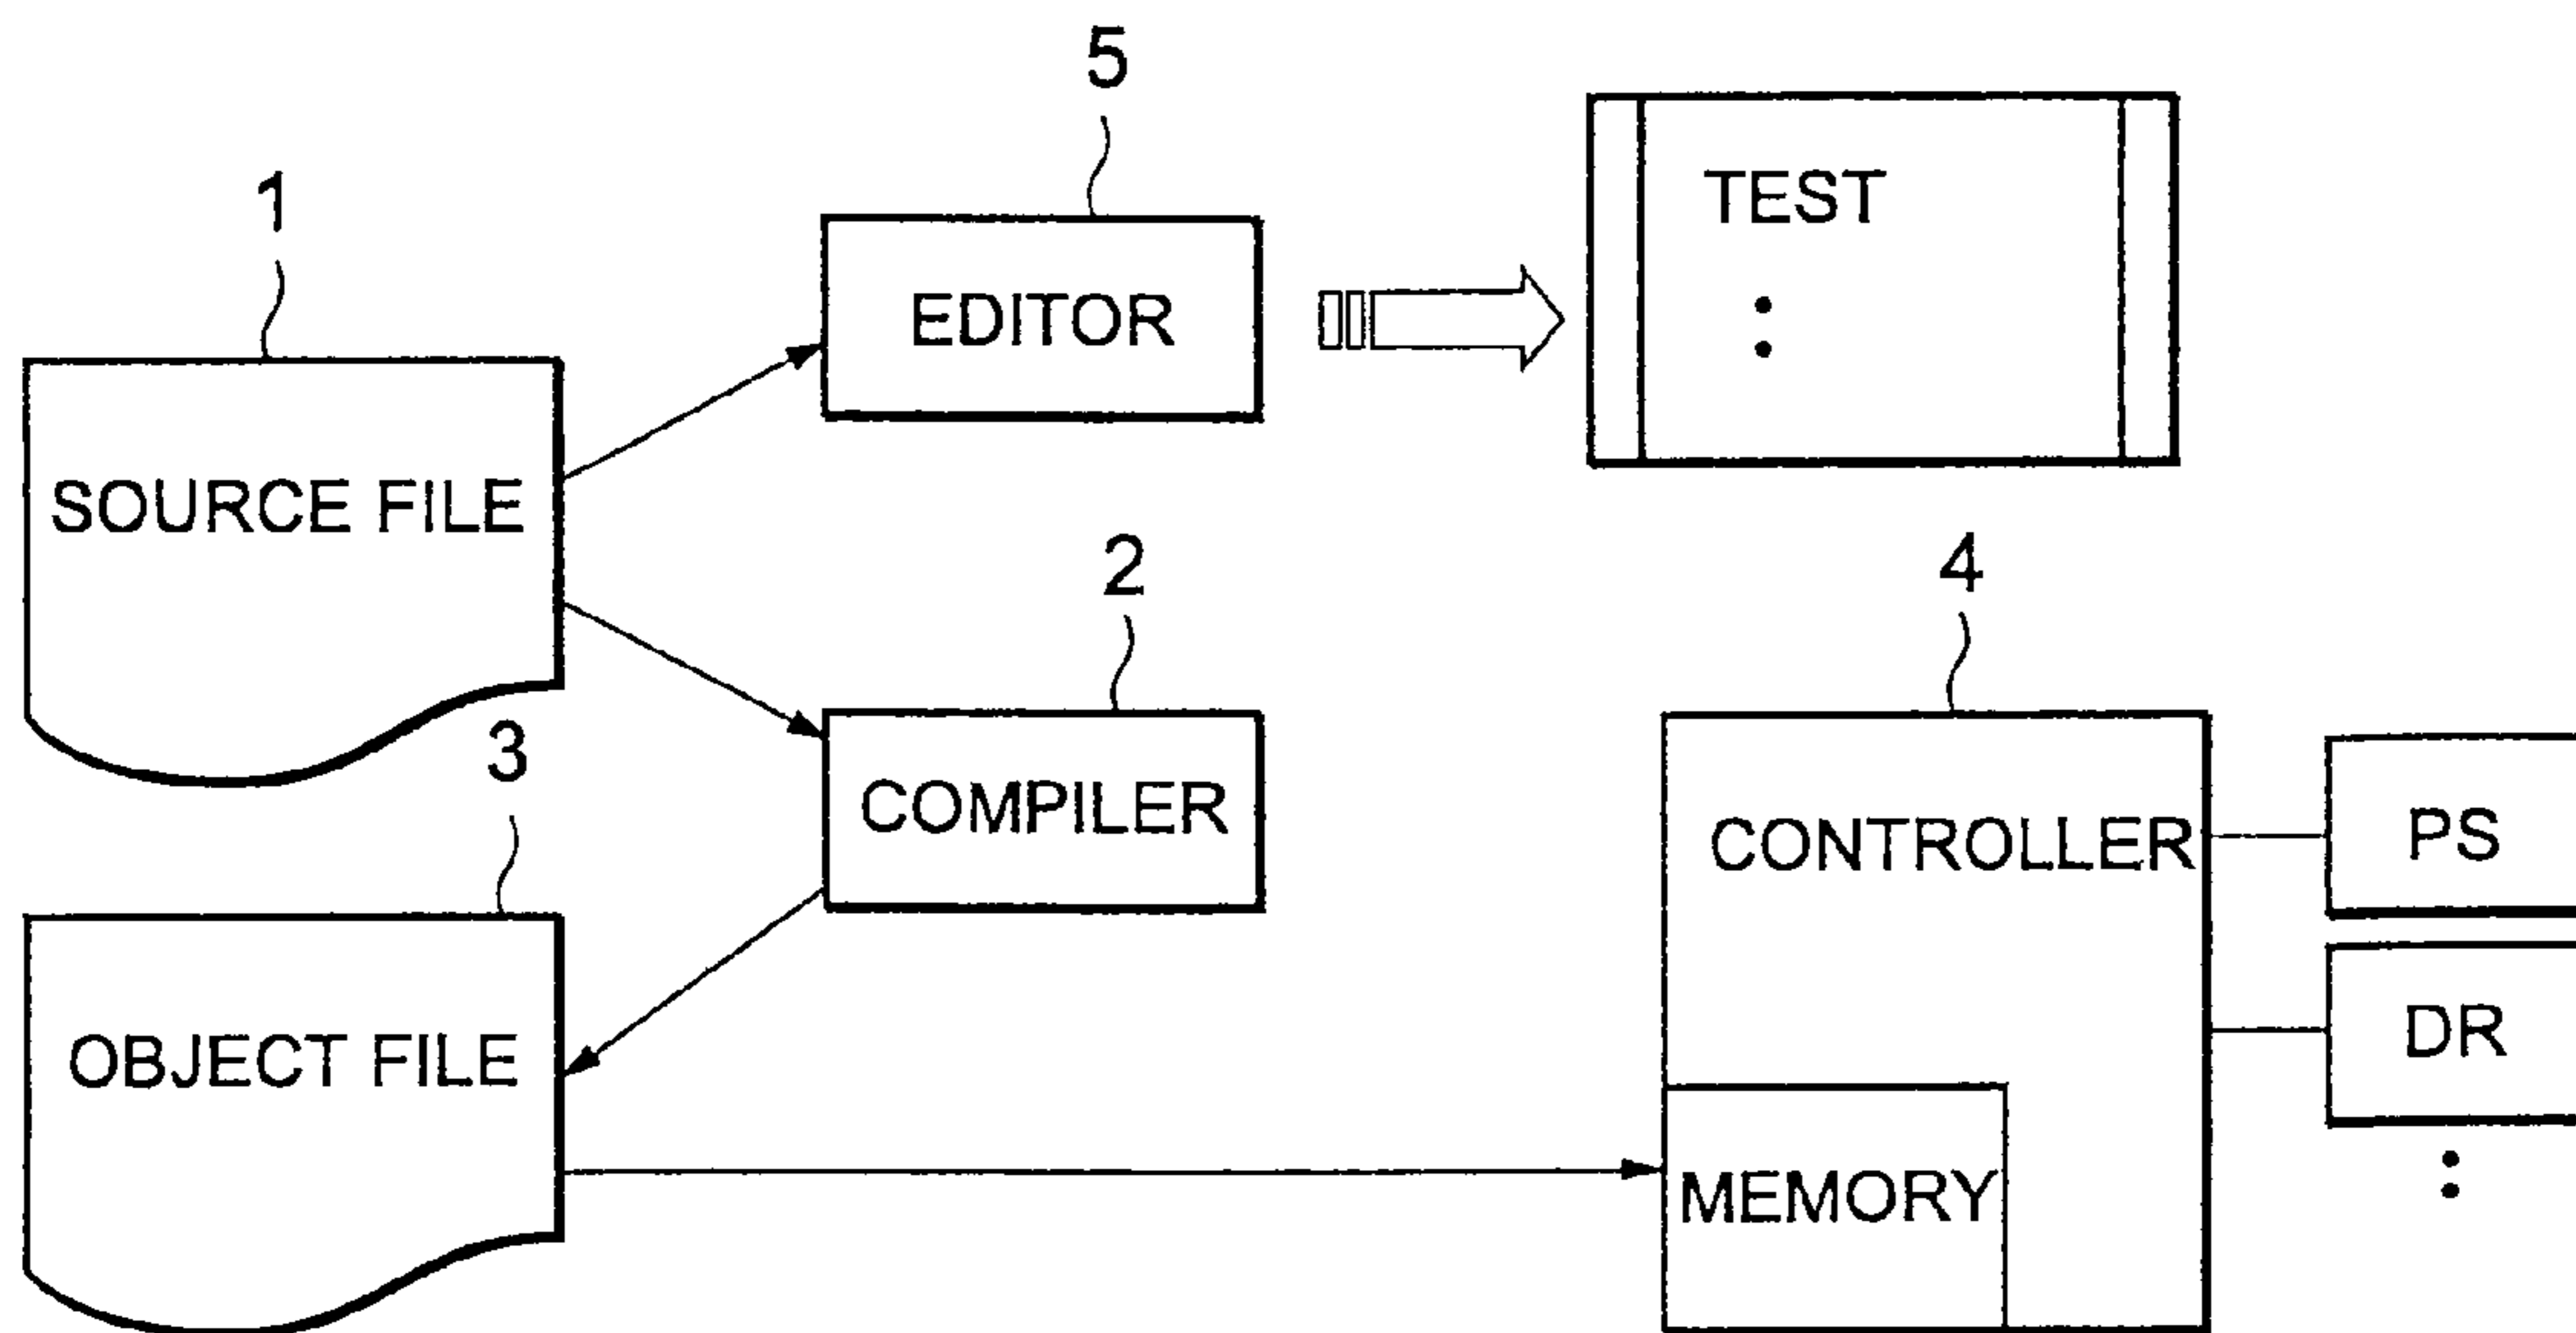 5
1
TEST
EDITOR
SOURCE FILE
2
4
3
COMPILER
CONTROLLER
PS
DR
OBJECT FILE
MEMORY